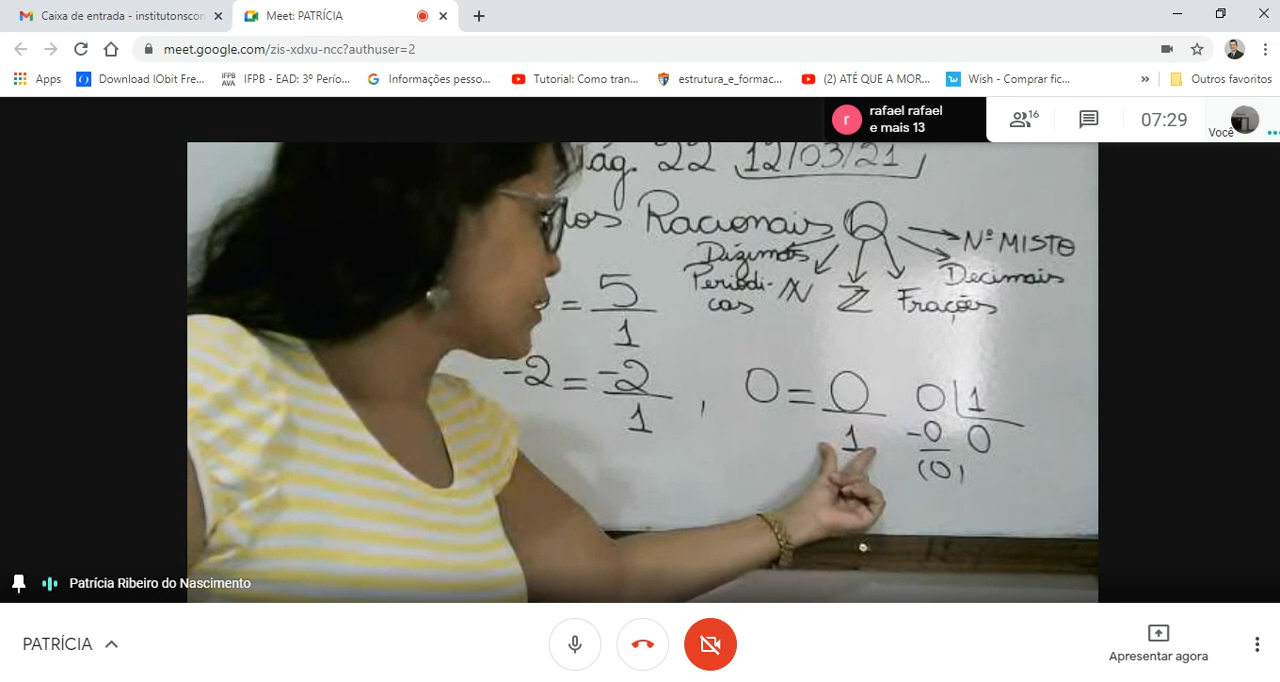 Caixa de entrada - institutonscor
Meet: PATRÍCIA
meet.google.com/zis-xdxu-ncc?authuser=2
Apps
Download IObit Fre...
IFPB AVA
IFPB - EAD: 3º Perío...
Informações pesso...
Tutorial: Como tran...
estrutura_e_formac...
(2) ATÉ QUE A MOR...
Wish - Comprar fic...
»
Outros favoritos
r
rafael rafael
e mais 13
16
07:29
Você
ág. 22 12/03/21
dos Racionais Q
Nº MISTO
Dízimas
Periódi-
cas
N Z Frações
Decimais
= 5/1
-2 = -2/1 , 0 = 0/1
0 | 1
-0 0
(0)
Patrícia Ribeiro do Nascimento
PATRÍCIA
Apresentar agora